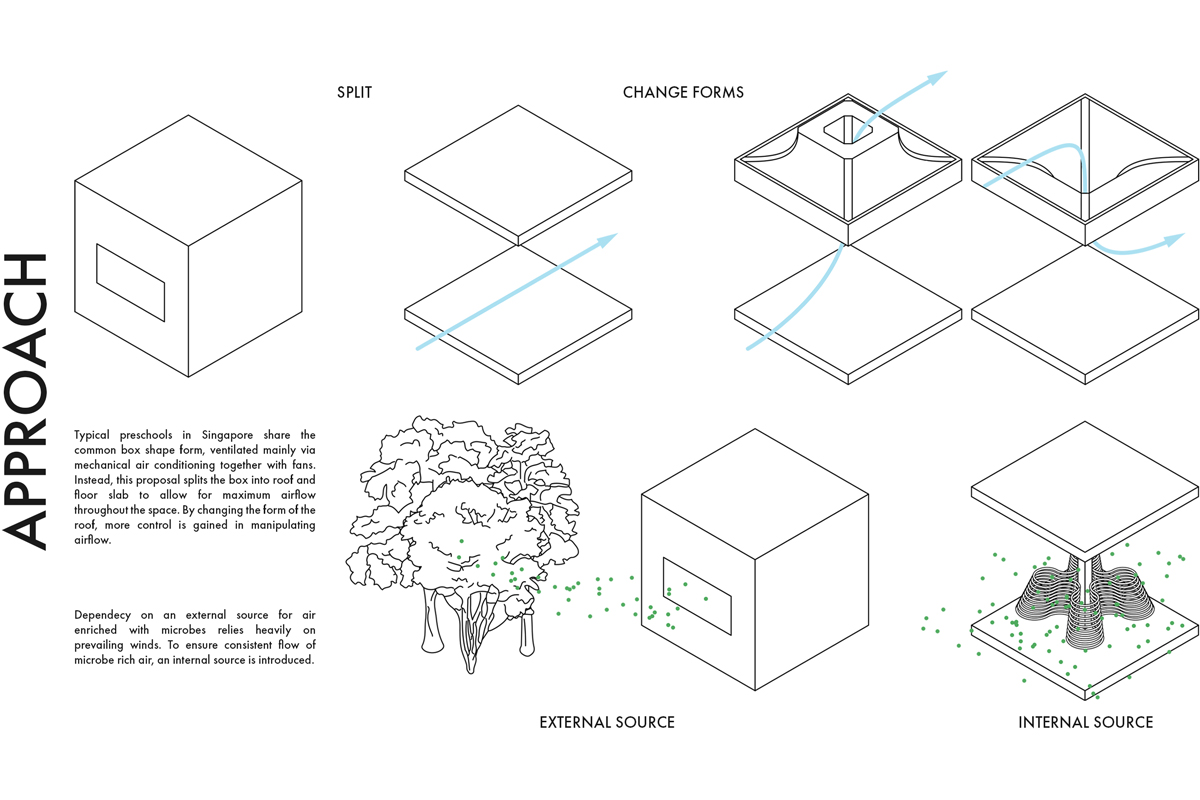 APPROACH
SPLIT
CHANGE FORMS
Typical preschools in Singapore share the
common box shape form, ventilated mainly via
mechanical air conditioning together with fans.
Instead, this proposal splits the box into roof and
floor slab to allow for maximum airflow
throughout the space. By changing the form of the
roof, more control is gained in manipulating
airflow.
Dependecy on an external source for air
enriched with microbes relies heavily on
prevailing winds. To ensure consistent flow of
microbe rich air, an internal source is introduced.
EXTERNAL SOURCE
INTERNAL SOURCE